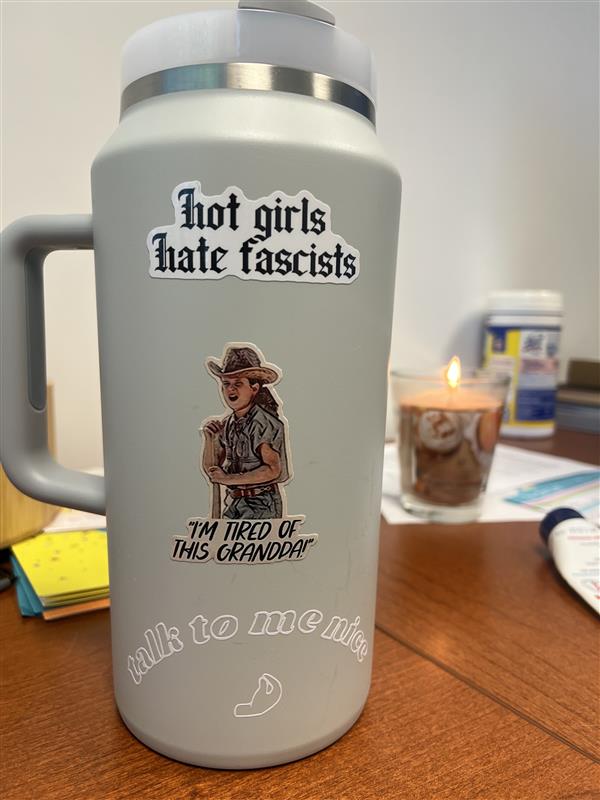 hot girls
hate fascists
"I'M TIRED OF
THIS GRANDPA!"
talk to me nice